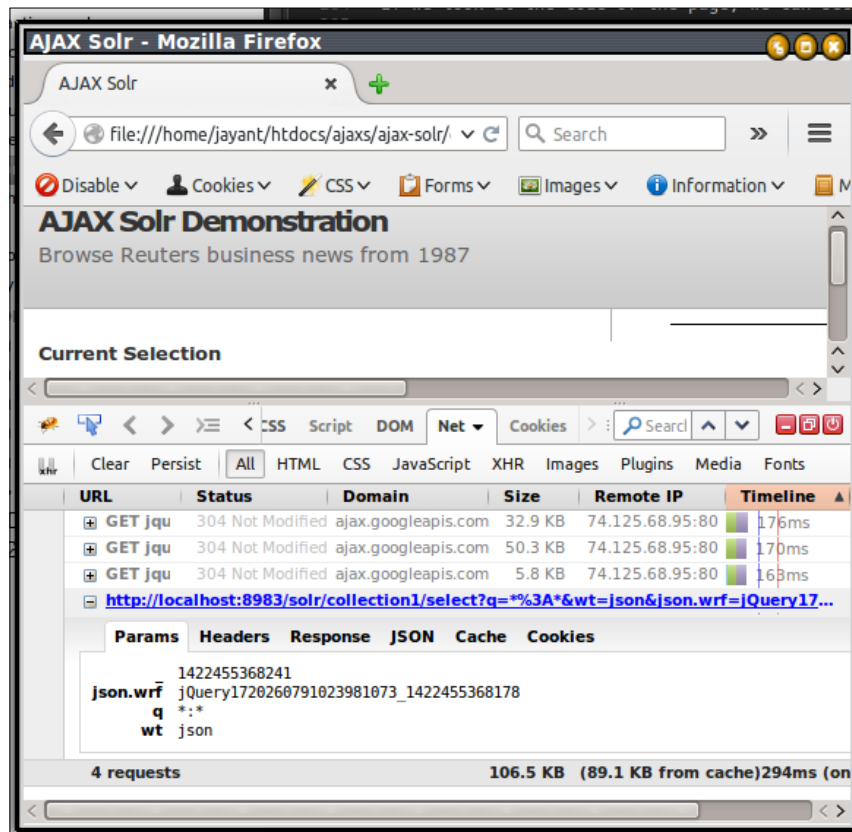 AJAX Solr - Mozilla Firefox
AJAX Solr
file:///home/jayant/htdocs/ajaxs/ajax-solr/ Search
Disable Cookies CSS Forms Images Information M
AJAX Solr Demonstration
Browse Reuters business news from 1987
Current Selection
CSS Script DOM Net Cookies Search
xhr Clear Persist All HTML CSS JavaScript XHR Images Plugins Media Fonts
URL Status Domain Size Remote IP Timeline
GET jqu 304 Not Modified ajax.googleapis.com 32.9 KB 74.125.68.95:80 176ms
GET jqu 304 Not Modified ajax.googleapis.com 50.3 KB 74.125.68.95:80 170ms
GET jqu 304 Not Modified ajax.googleapis.com 5.8 KB 74.125.68.95:80 163ms
http://localhost:8983/solr/collection1/select?q=*%3A*&wt=json&json.wrf=jQuery17...
Params Headers Response JSON Cache Cookies
_ 1422455368241
json.wrf jQuery1720260791023981073_1422455368178
q *:*
wt json
4 requests 106.5 KB (89.1 KB from cache) 294ms (on